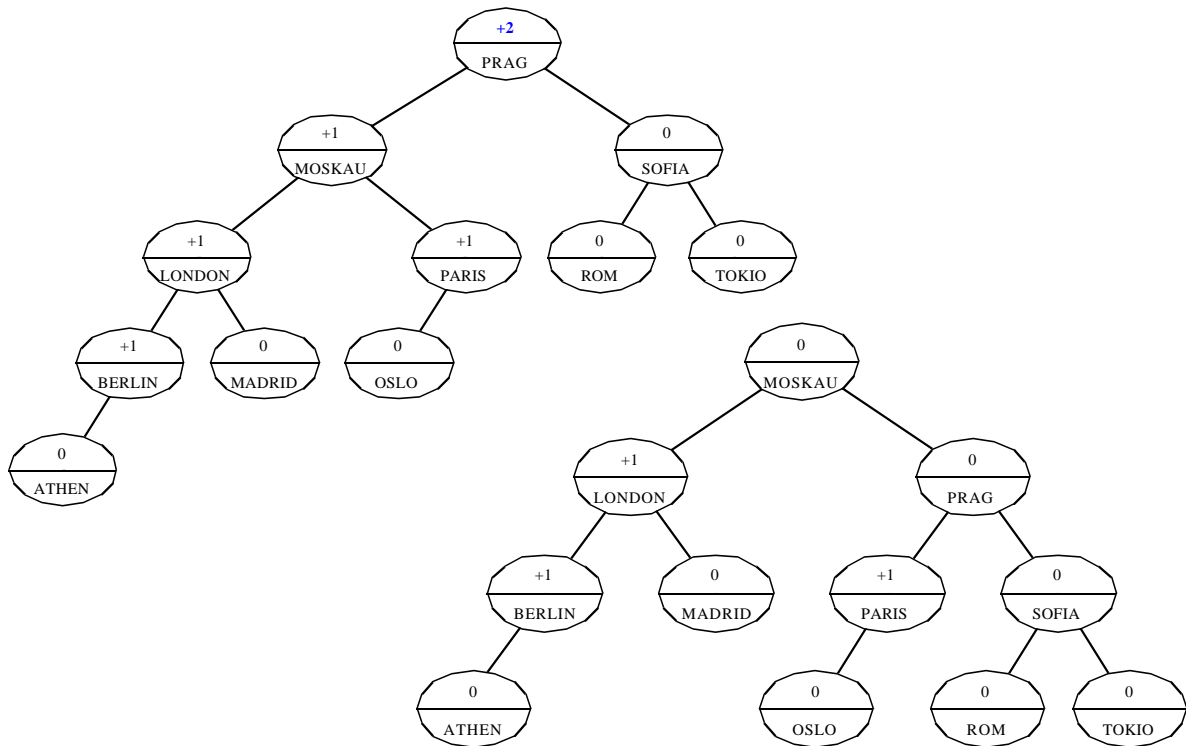 +2
PRAG
+1
MOSKAU
0
SOFIA
+1
LONDON
+1
PARIS
0
ROM
0
TOKIO
+1
BERLIN
0
MADRID
0
OSLO
0
ATHEN
0
MOSKAU
+1
LONDON
0
PRAG
+1
BERLIN
0
MADRID
+1
PARIS
0
SOFIA
0
ATHEN
0
OSLO
0
ROM
0
TOKIO